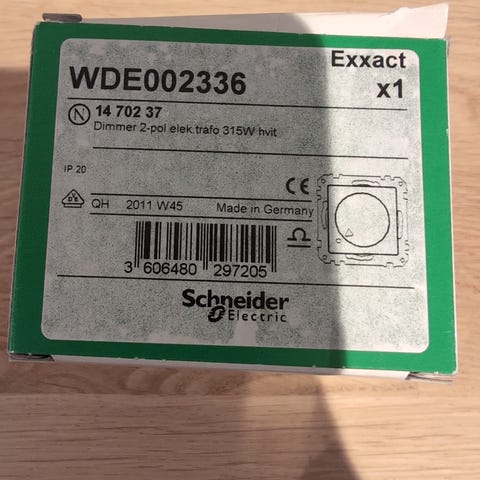 Exxact
WDE002336
x1
N 14 702 37
Dimmer 2-pol elek.trafo 315W hvit
IP 20
CE
DE
QH 2011 W45 Made in Germany
3 606480 297205
Schneider
Electric